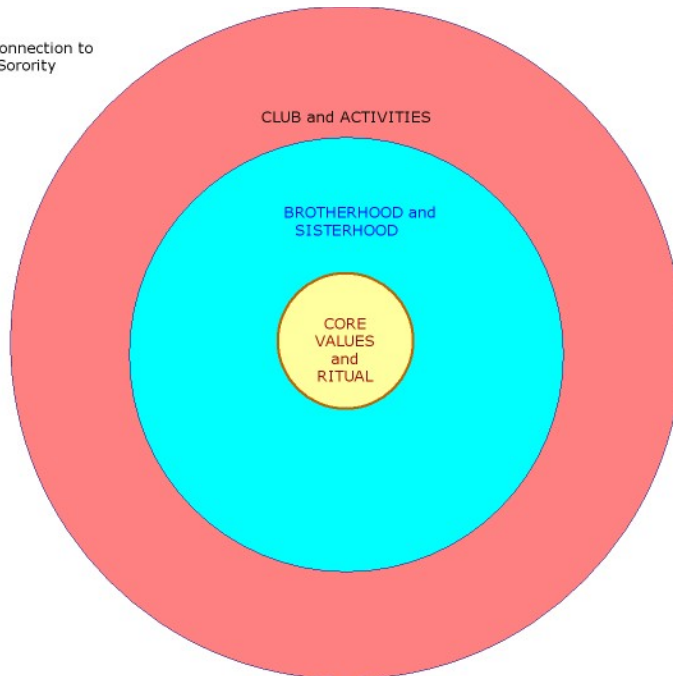 onnection to
Sorority
CLUB and ACTIVITIES
BROTHERHOOD and
SISTERHOOD
CORE
VALUES
and
RITUAL